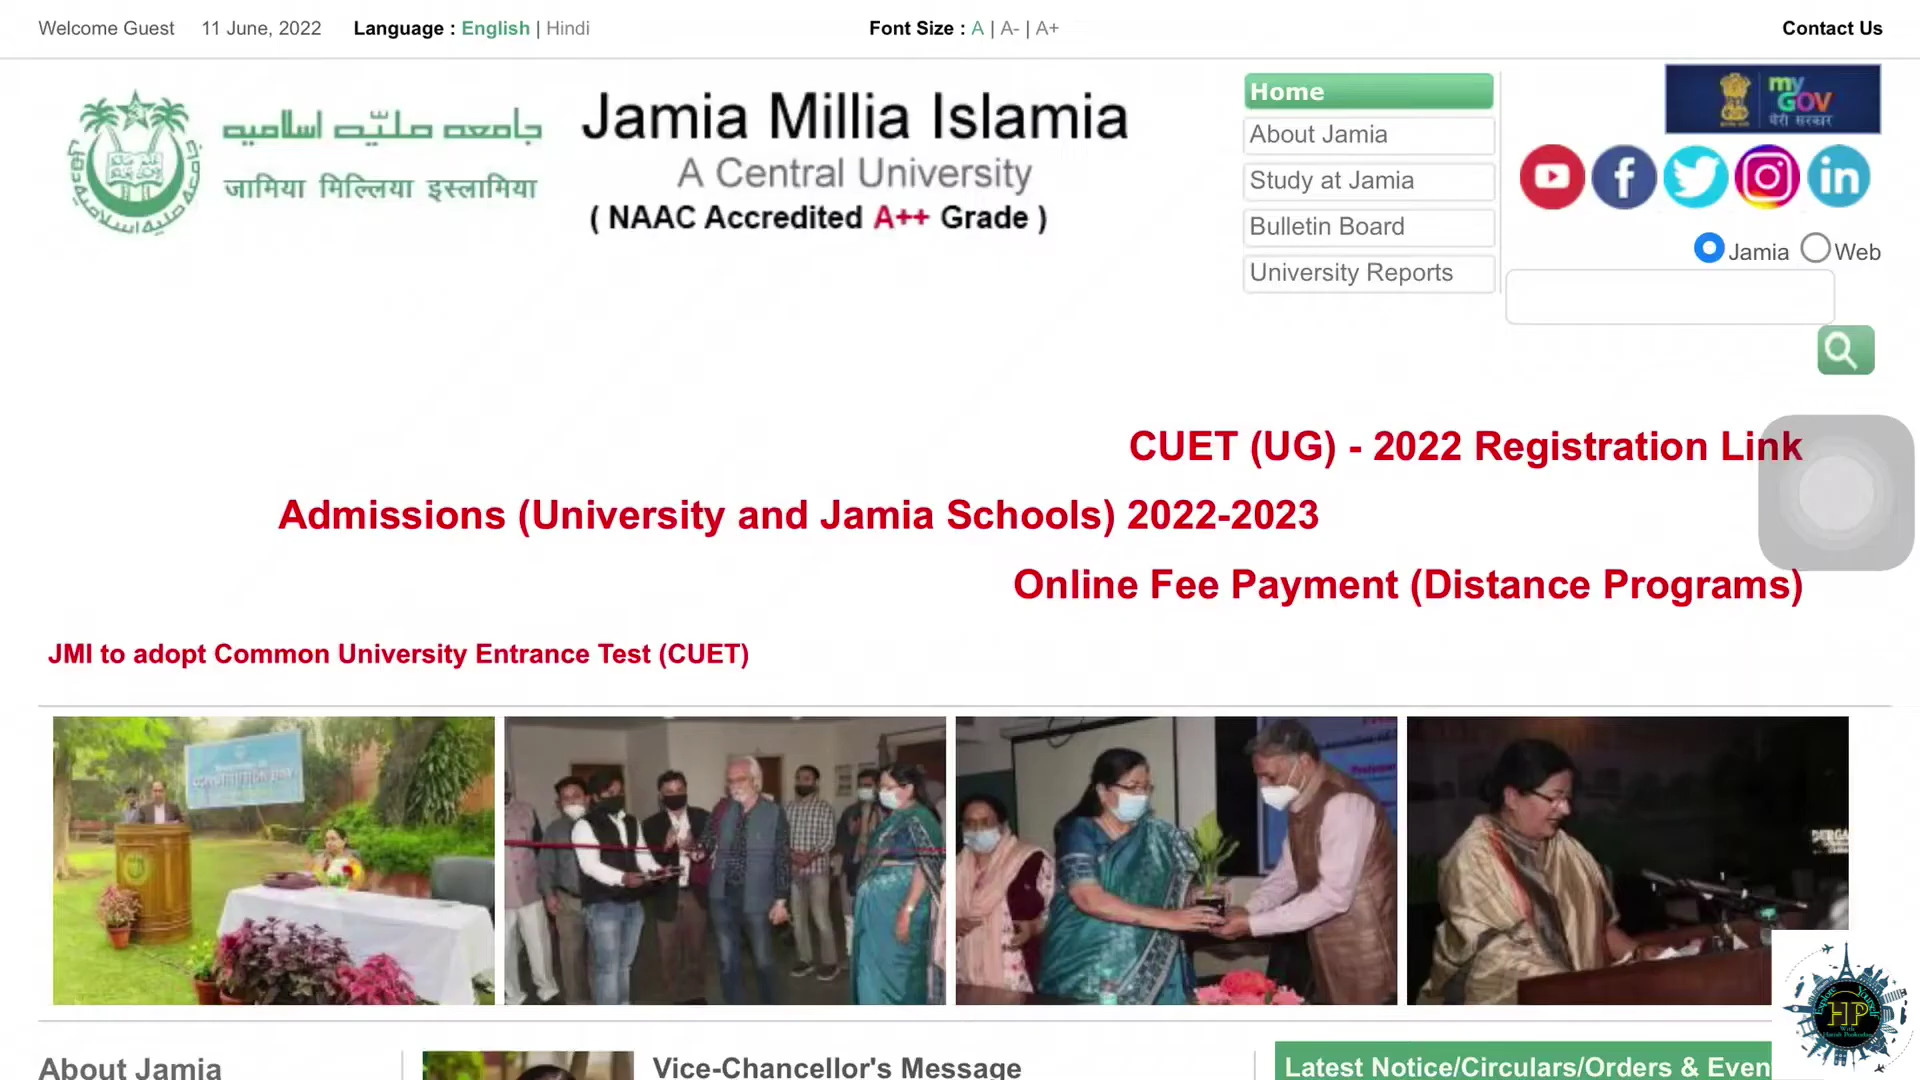 Welcome Guest 11 June, 2022 Language : English | Hindi Font Size : A | A- | A+ Contact Us
جامعہ ملیّہ اسلامیہ
जामिया मिल्लिया इस्लामिया
Jamia Millia Islamia
A Central University
( NAAC Accredited A++ Grade )
Home
About Jamia
Study at Jamia
Bulletin Board
University Reports
my GOV
मेरी सरकार
Jamia Web
CUET (UG) - 2022 Registration Link
Admissions (University and Jamia Schools) 2022-2023
Online Fee Payment (Distance Programs)
JMI to adopt Common University Entrance Test (CUET)
About Jamia
Vice-Chancellor's Message
Latest Notice/Circulars/Orders & Even
HP